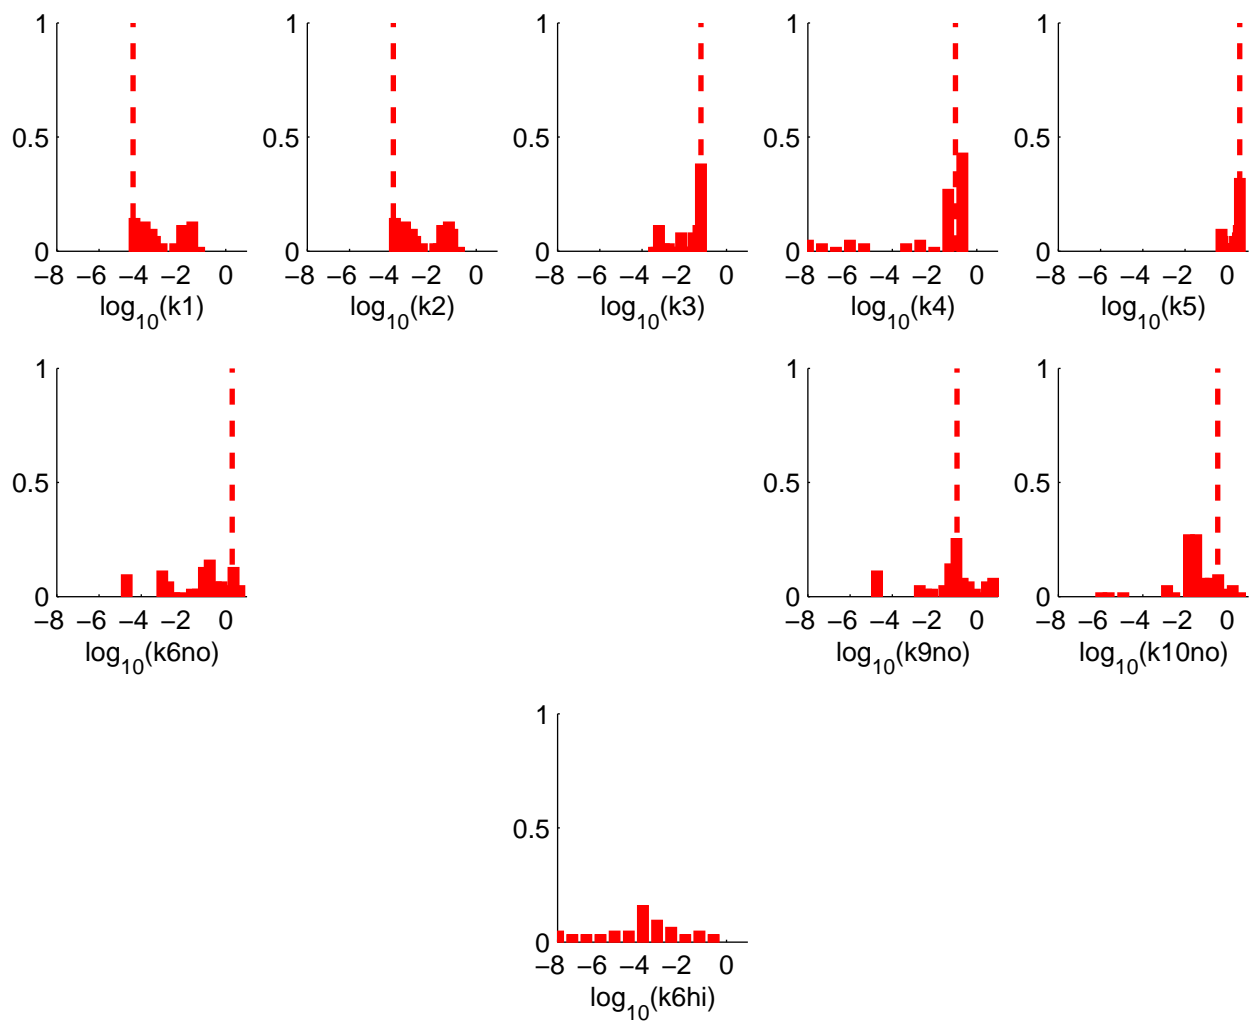 1 1 1 1 1
0.5 0.5 0.5 0.5 0.5
0 0 0 0 0
−8 −6 −4 −2 0 −8 −6 −4 −2 0 −8 −6 −4 −2 0 −8 −6 −4 −2 0 −8 −6 −4 −2 0
log10(k1) log10(k2) log10(k3) log10(k4) log10(k5)
1 1 1
0.5 0.5 0.5
0 0 0
−8 −6 −4 −2 0 −8 −6 −4 −2 0 −8 −6 −4 −2 0
log10(k6no) log10(k9no) log10(k10no)
1
0.5
0
−8 −6 −4 −2 0
log10(k6hi)